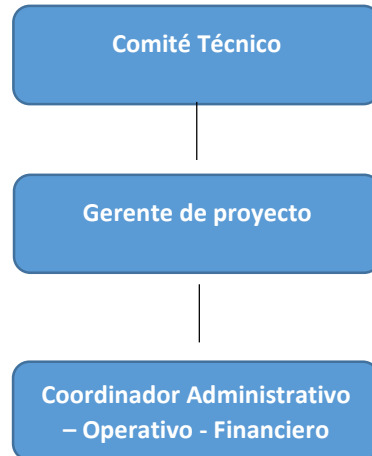 Comité Técnico
Gerente de proyecto
Coordinador Administrativo
– Operativo - Financiero